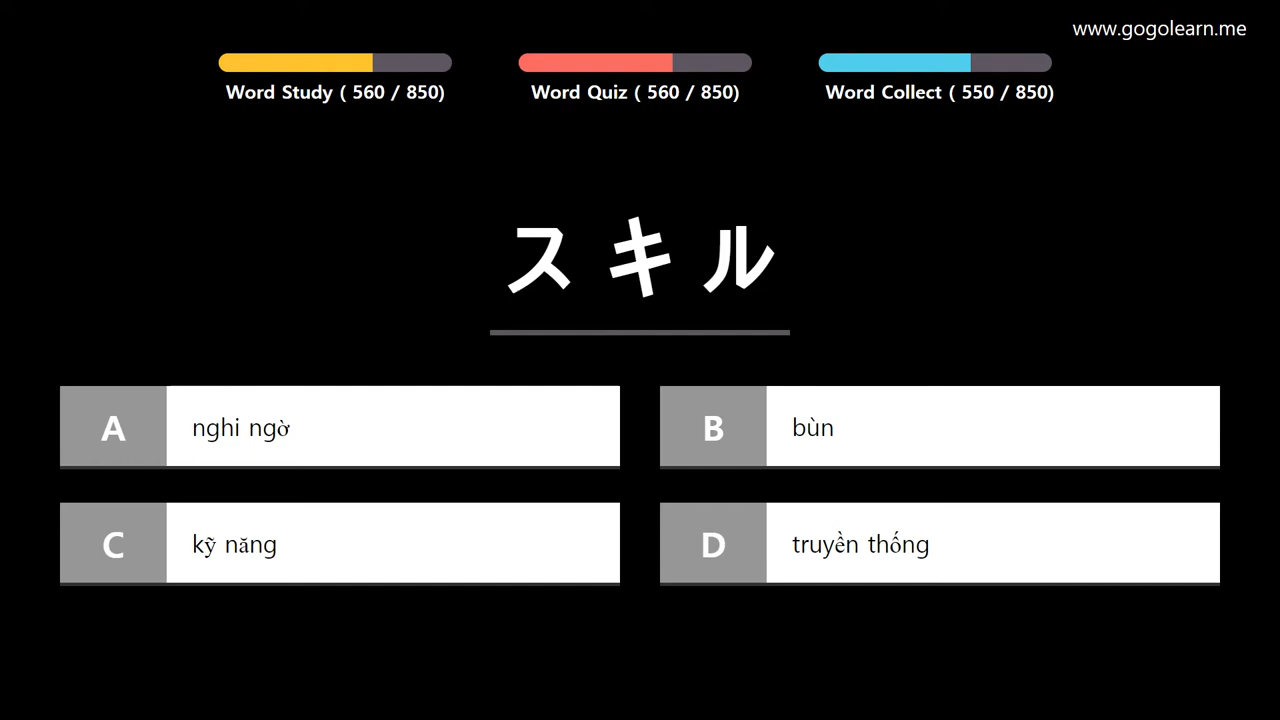 www.gogolearn.me
Word Study ( 560 / 850)
Word Quiz ( 560 / 850)
Word Collect ( 550 / 850)
スキル
A nghi ngờ
B bùn
C kỹ năng
D truyền thống